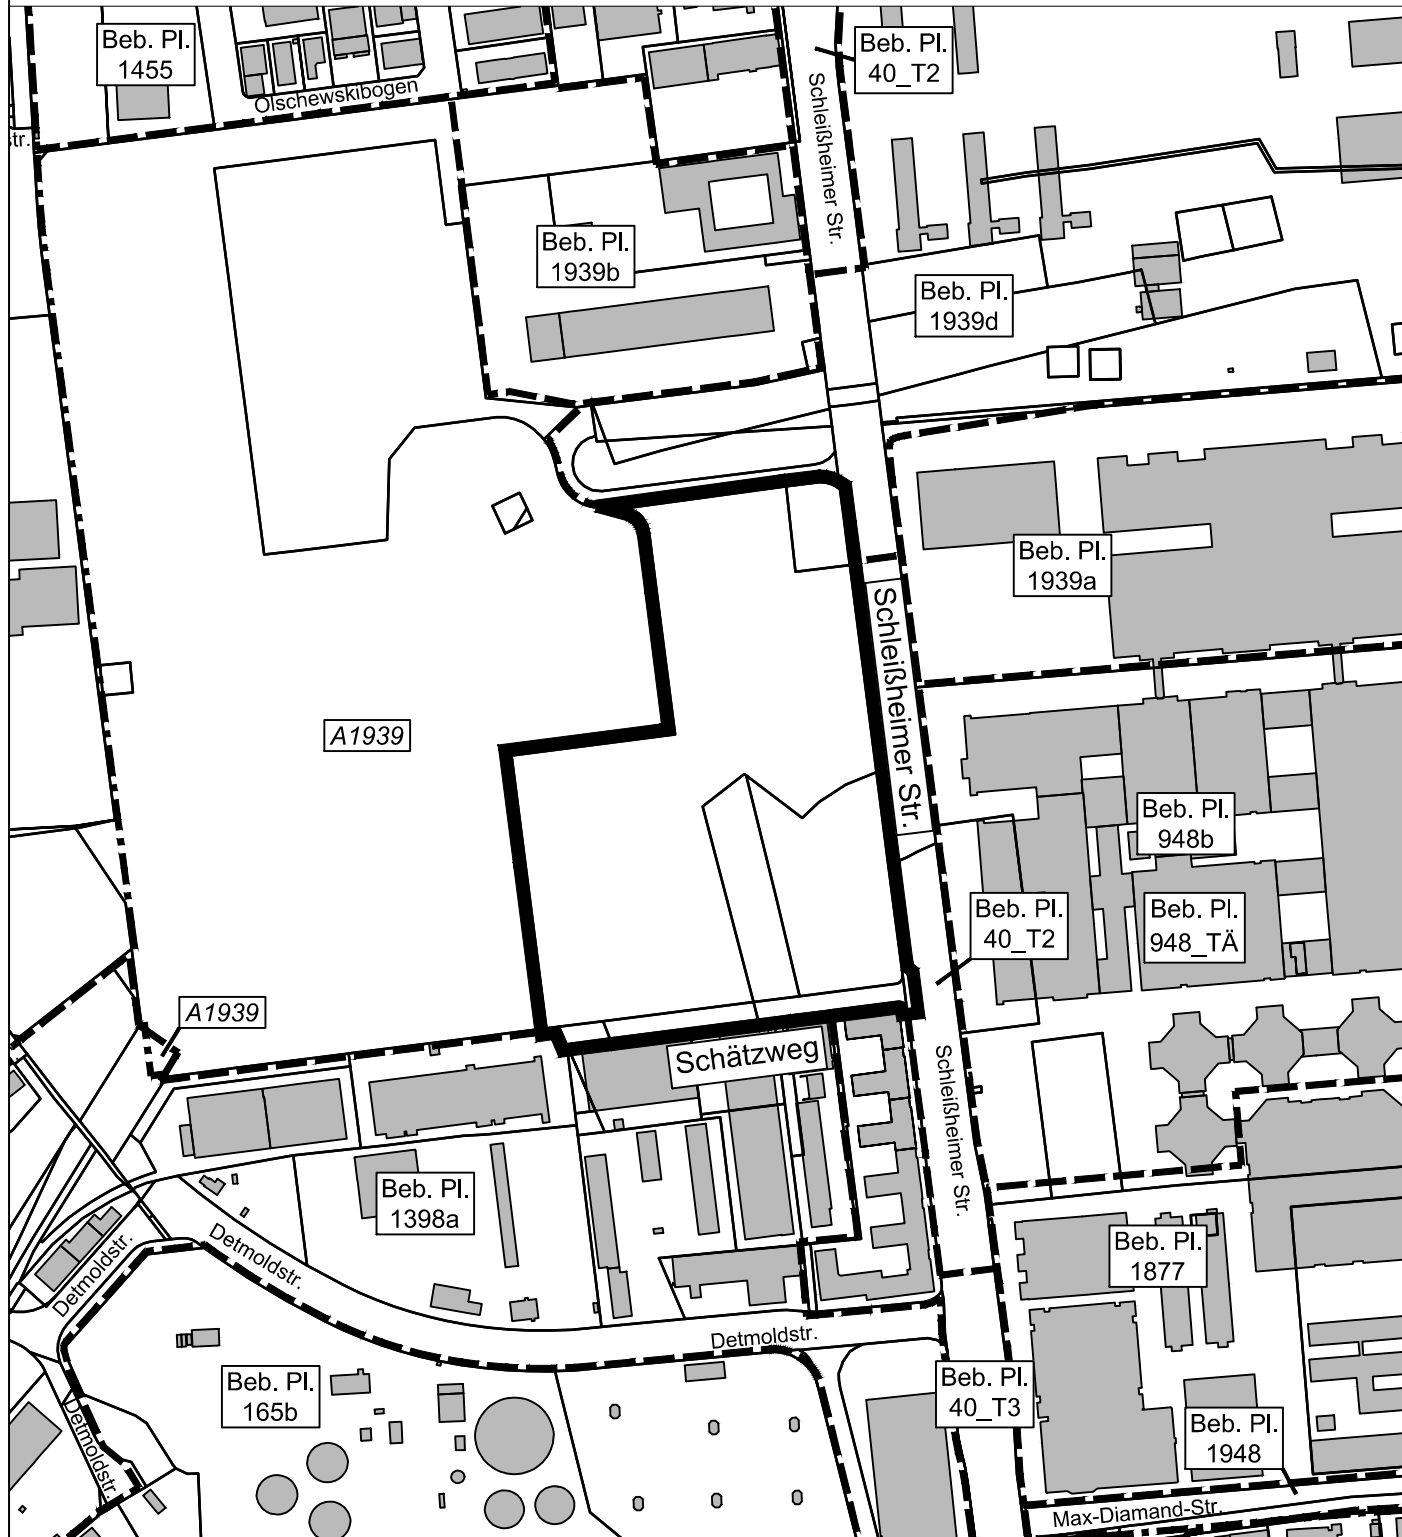 Beb. Pl.
1455
Beb. Pl.
40_T2
Olschewskibogen
str.
Schleißheimer Str.
Beb. Pl.
1939b
Beb. Pl.
1939d
Beb. Pl.
1939a
Schleißheimer Str.
A1939
Beb. Pl.
948b
Beb. Pl.
40_T2
Beb. Pl.
948_TÄ
A1939
Schätzweg
Schleißheimer Str.
Beb. Pl.
1398a
Detmoldstr.
Detmoldstr.
Beb. Pl.
1877
Detmoldstr.
Beb. Pl.
165b
Beb. Pl.
40_T3
Detmoldstr.
Beb. Pl.
1948
Max-Diamand-Str.